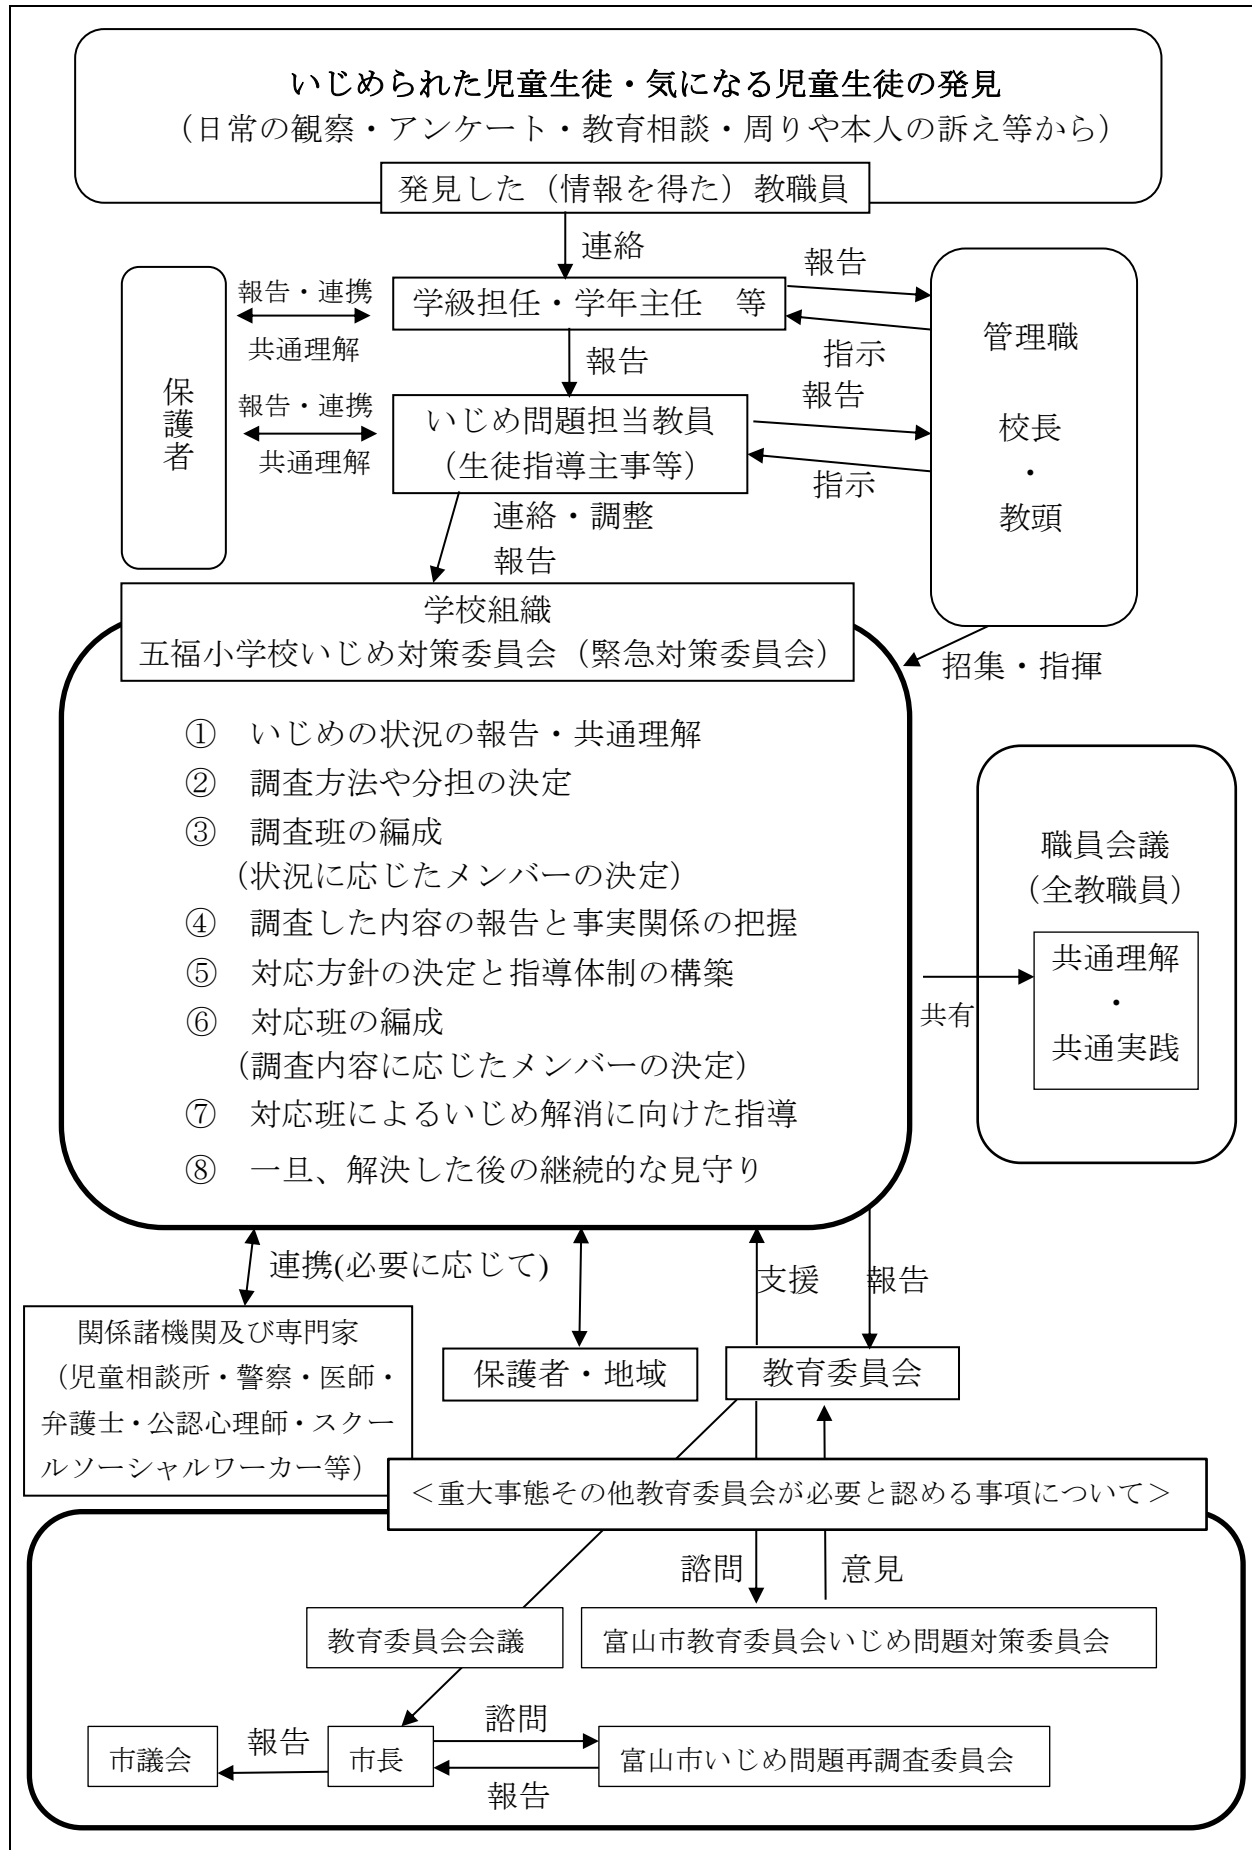 いじめられた児童生徒・気になる児童生徒の発見
（日常の観察・アンケート・教育相談・周りや本人の訴え等から）
発見した（情報を得た）教職員
連絡
報告
報告・連携
学級担任・学年主任　等
共通理解
指示
管理職
報告
保護者
報告・連携
報告
いじめ問題担当教員
校長
共通理解
（生徒指導主事等）
指示
・
教頭
連絡・調整
報告
学校組織
五福小学校いじめ対策委員会（緊急対策委員会）
招集・指揮
①　いじめの状況の報告・共通理解
②　調査方法や分担の決定
③　調査班の編成
（状況に応じたメンバーの決定）
④　調査した内容の報告と事実関係の把握
⑤　対応方針の決定と指導体制の構築
⑥　対応班の編成
（調査内容に応じたメンバーの決定）
⑦　対応班によるいじめ解消に向けた指導
⑧　一旦、解決した後の継続的な見守り
職員会議
（全教職員）
共通理解
・
共通実践
共有
連携(必要に応じて)
支援
報告
関係諸機関及び専門家
（児童相談所・警察・医師・
弁護士・公認心理師・スクー
ルソーシャルワーカー等）
保護者・地域
教育委員会
＜重大事態その他教育委員会が必要と認める事項について＞
諮問
意見
教育委員会会議
富山市教育委員会いじめ問題対策委員会
諮問
市議会
報告
市長
富山市いじめ問題再調査委員会
報告